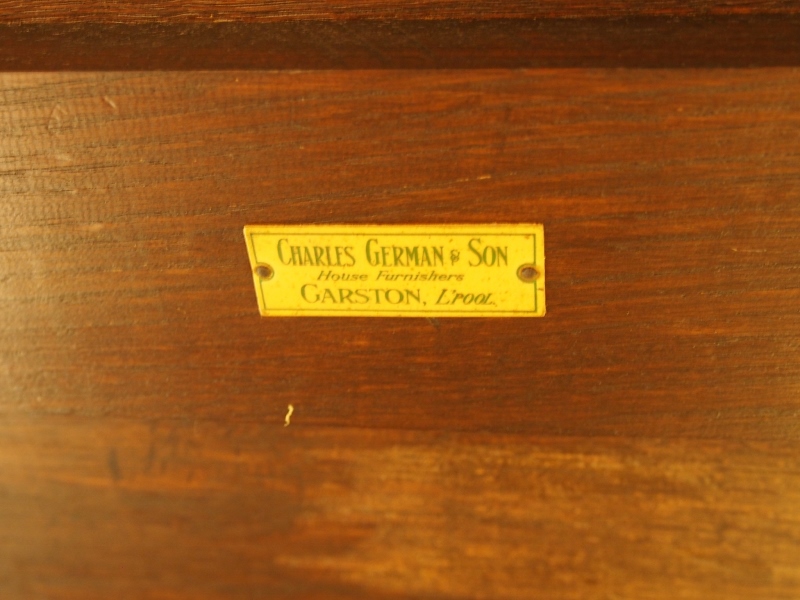 CHARLES GERMAN & SON
House Furnishers
GARSTON, L'POOL